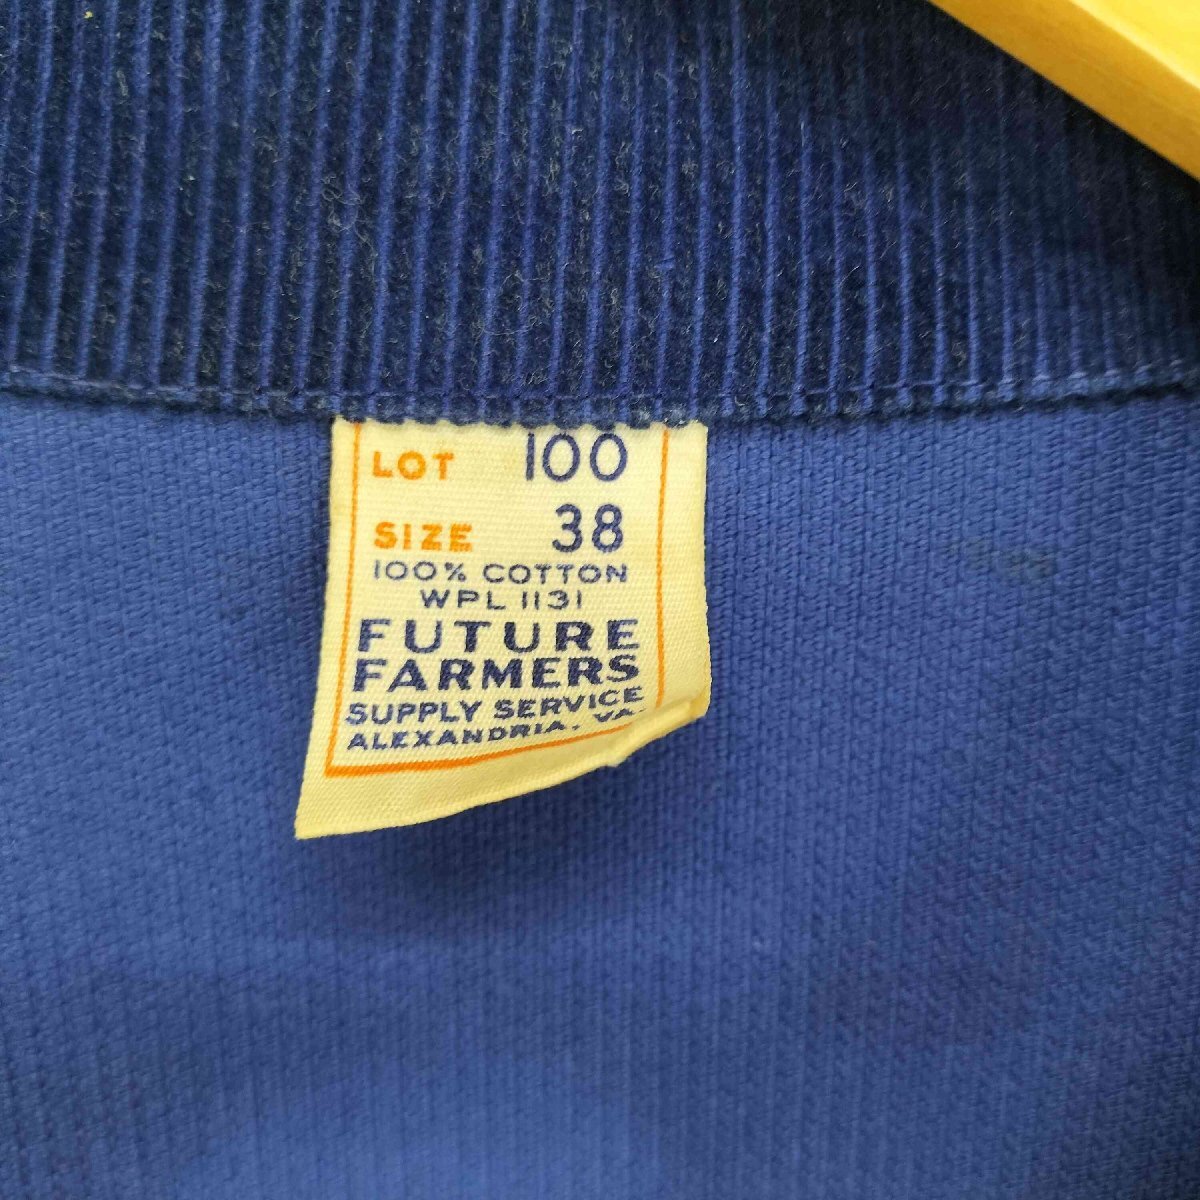 LOT 100
SIZE 38
100% COTTON
WPL 1131
FUTURE
FARMERS
SUPPLY SERVICE
ALEXANDRIA, VA.